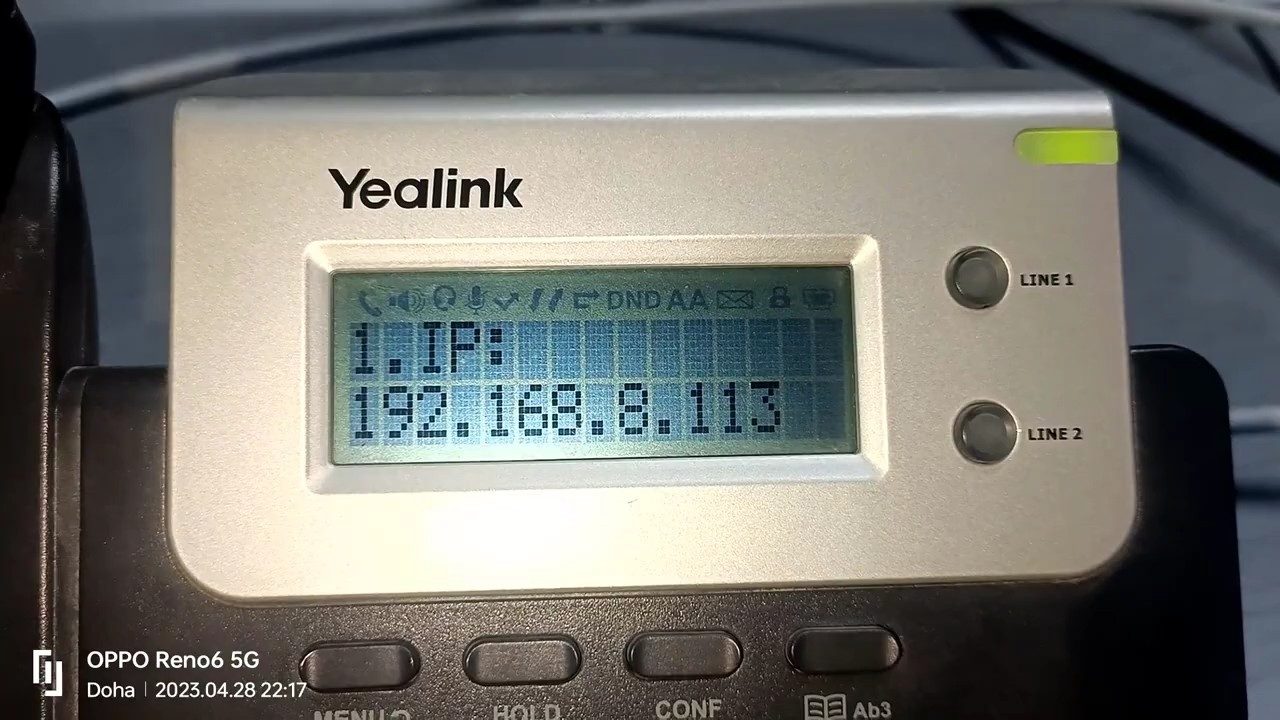 Yealink
DND AA
1.IP:
192.168.8.113
LINE 1
LINE 2
MENU
HOLD
CONF
Ab3
OPPO Reno6 5G
Doha | 2023.04.28 22:17